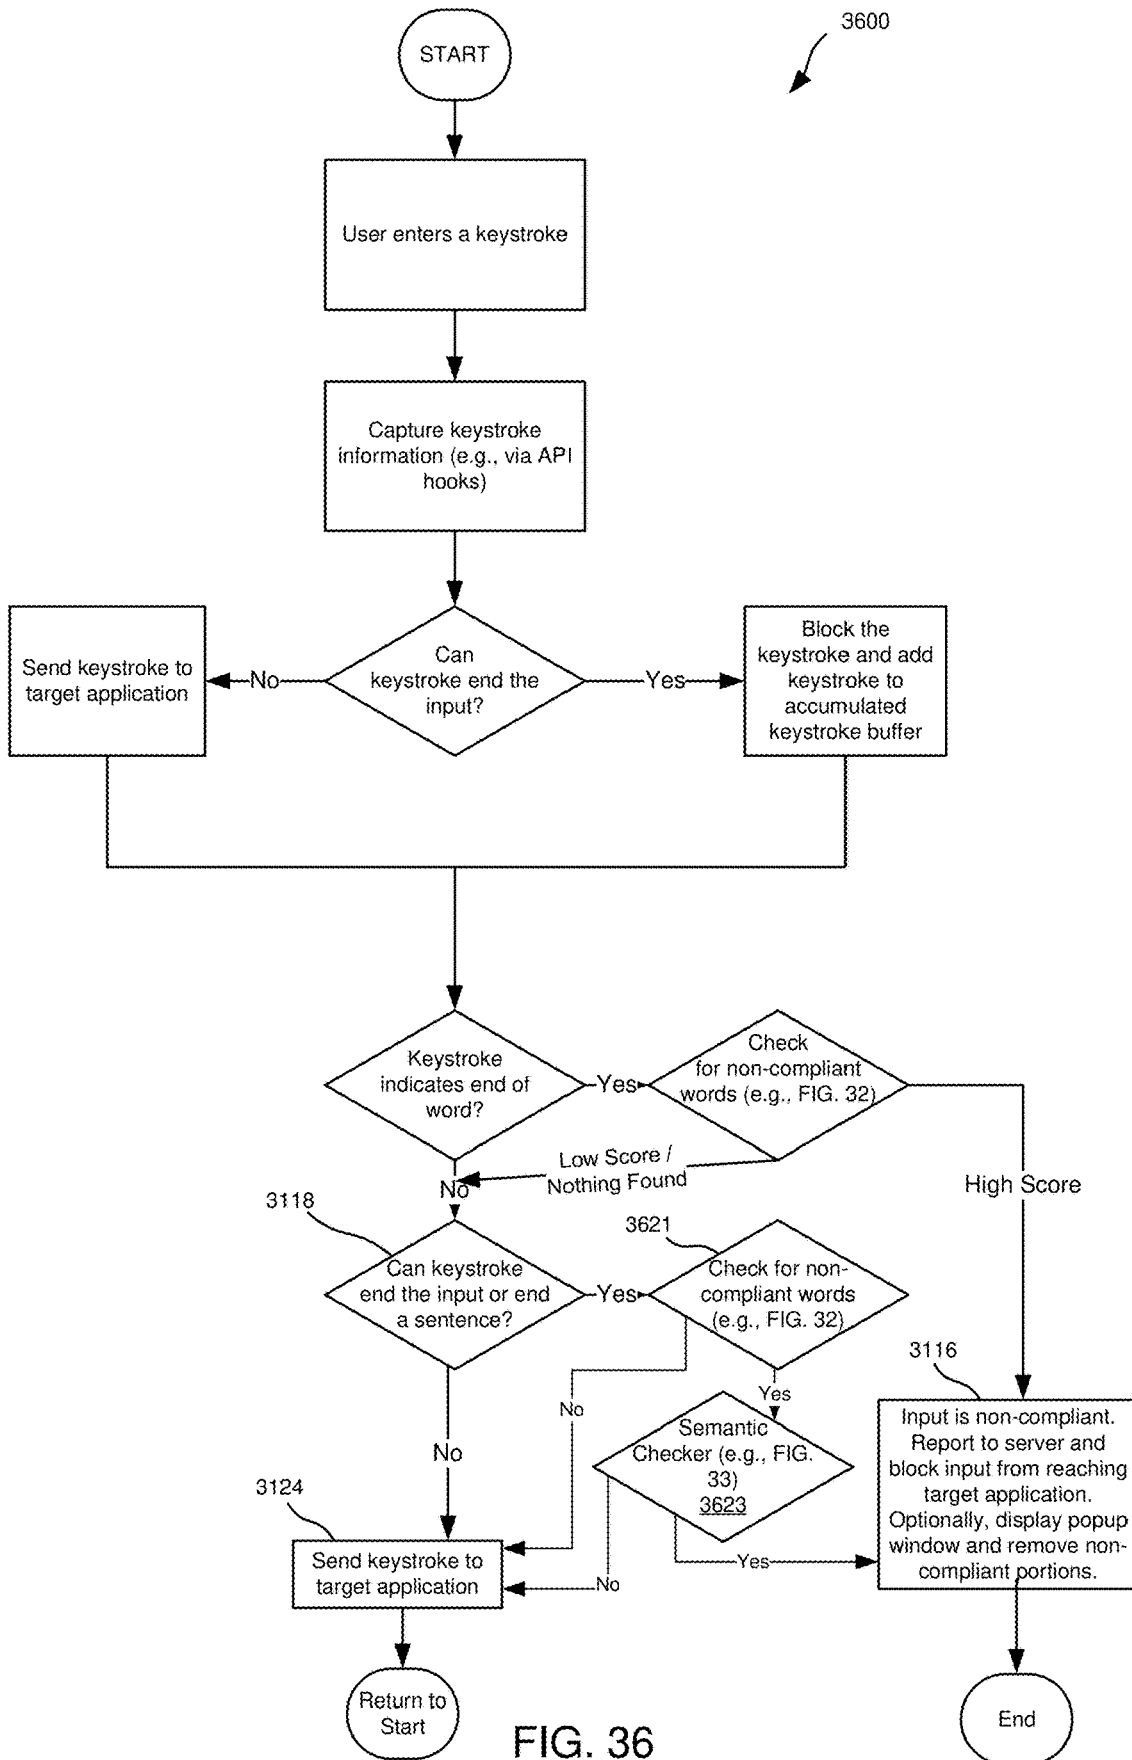 3600
START
User enters a keystroke
Capture keystroke
information (e.g., via API
hooks)
Can
keystroke end the
input?
No
Send keystroke to
target application
Yes
Block the
keystroke and add
keystroke to
accumulated
keystroke buffer
Keystroke
indicates end of
word?
Yes
Check
for non-compliant
words (e.g., FIG. 32)
Low Score /
Nothing Found
High Score
No
3118
Can keystroke
end the input or end
a sentence?
Yes
3621
Check for non-
compliant words
(e.g., FIG. 32)
No
Yes
Semantic
Checker (e.g., FIG.
33)
3623
No
Yes
No
3116
Input is non-compliant.
Report to server and
block input from reaching
target application.
Optionally, display popup
window and remove non-
compliant portions.
3124
Send keystroke to
target application
Return to
Start
End
FIG. 36